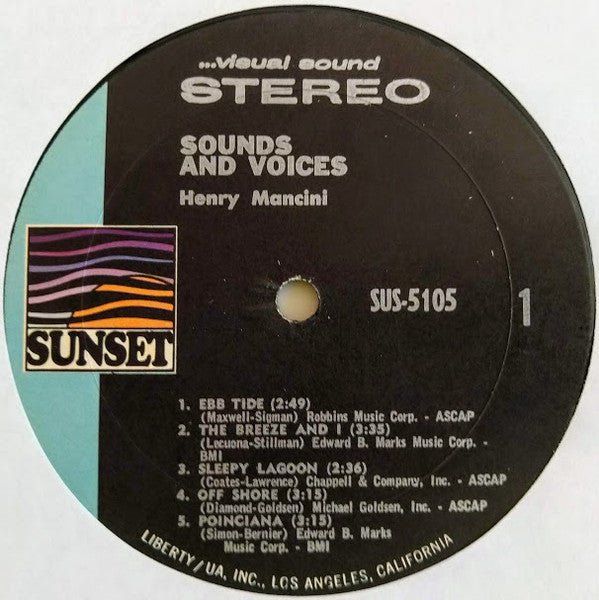 ...visual sound
STEREO
SOUNDS
AND VOICES
Henry Mancini
SUNSET
SUS-5105
1
1. EBB TIDE (2:49)
(Maxwell-Sigman) Robbins Music Corp. - ASCAP
2. THE BREEZE AND I (3:35)
(Lecuona-Stillman) Edward B. Marks Music Corp. -
BMI
3. SLEEPY LAGOON (2:36)
(Coates-Lawrence) Chappell & Company, Inc. - ASCAP
4. OFF SHORE (3:15)
(Diamond-Goldsen) Michael Goldsen, Inc. - ASCAP
5. POINCIANA (3:15)
(Simon-Bernier) Edward B. Marks
Music Corp. - BMI
LIBERTY/UA, INC., LOS ANGELES, CALIFORNIA